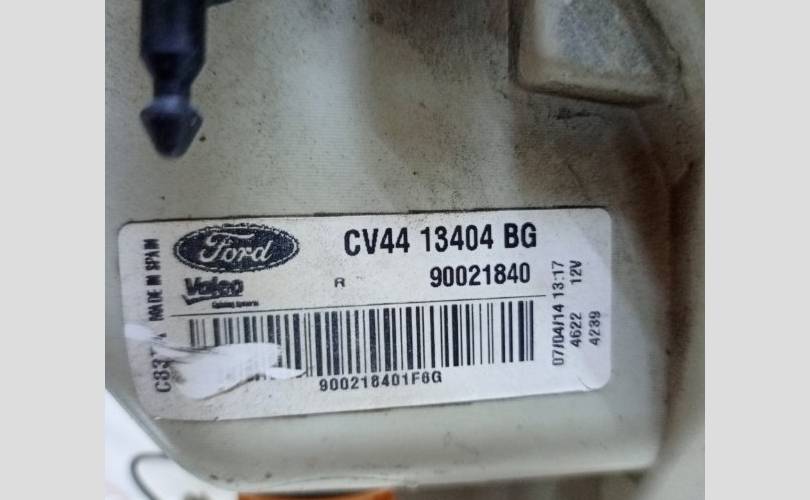 Ford
CV44 13404 BG
Valeo
R
90021840
900218401F6G
MADE IN SPAIN
07/04/14 13:17
4622 12V
4239